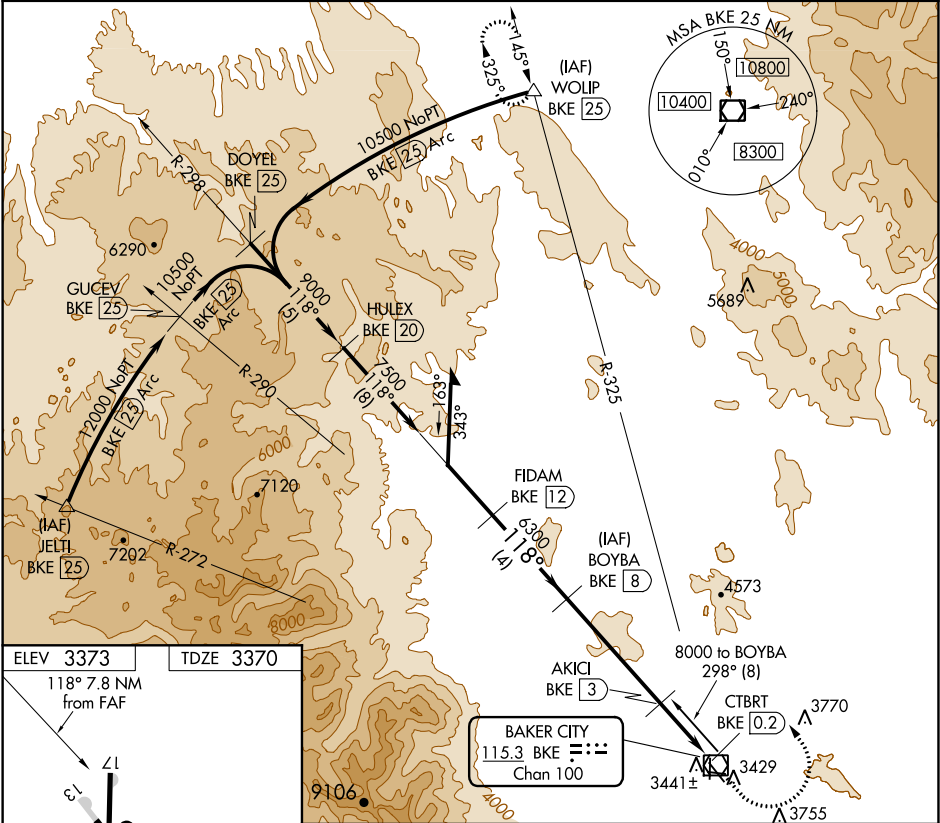 MSA BKE 25 NM
150°
10800
10400
240°
8300
010°
145°
325°
(IAF)
WOLIP
BKE 25
10500 NoPT
BKE 25 Arc
R-298
DOYEL
BKE 25
6290
10500
NoPT
BKE 25
Arc
GUCEV
BKE 25
9000
118°
(5)
HULEX
BKE 20
4000
5000
5689
R-290
7500
118°
(8)
163°
343°
R-325
12000 NoPT
BKE 25 Arc
6000
7120
(IAF)
JELTI
BKE 25
7202
R-272
8000
FIDAM
BKE 12
6300
118°
(4)
(IAF)
BOYBA
BKE 8
4573
8000 to BOYBA
298° (8)
AKICI
BKE 3
CTBRT
BKE 0.2
3770
BAKER CITY
115.3 BKE
Chan 100
3441±
3429
3755
9106
4000
ELEV 3373
TDZE 3370
118° 7.8 NM
from FAF
17
13